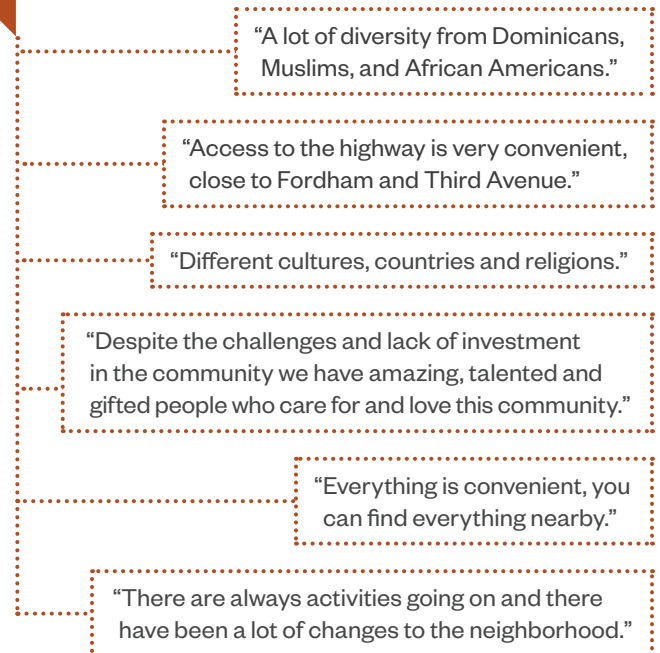 “A lot of diversity from Dominicans,
Muslims, and African Americans.”
“Access to the highway is very convenient,
close to Fordham and Third Avenue.”
“Different cultures, countries and religions.”
“Despite the challenges and lack of investment
in the community we have amazing, talented and
gifted people who care for and love this community.”
“Everything is convenient, you
can find everything nearby.”
“There are always activities going on and there
have been a lot of changes to the neighborhood.”